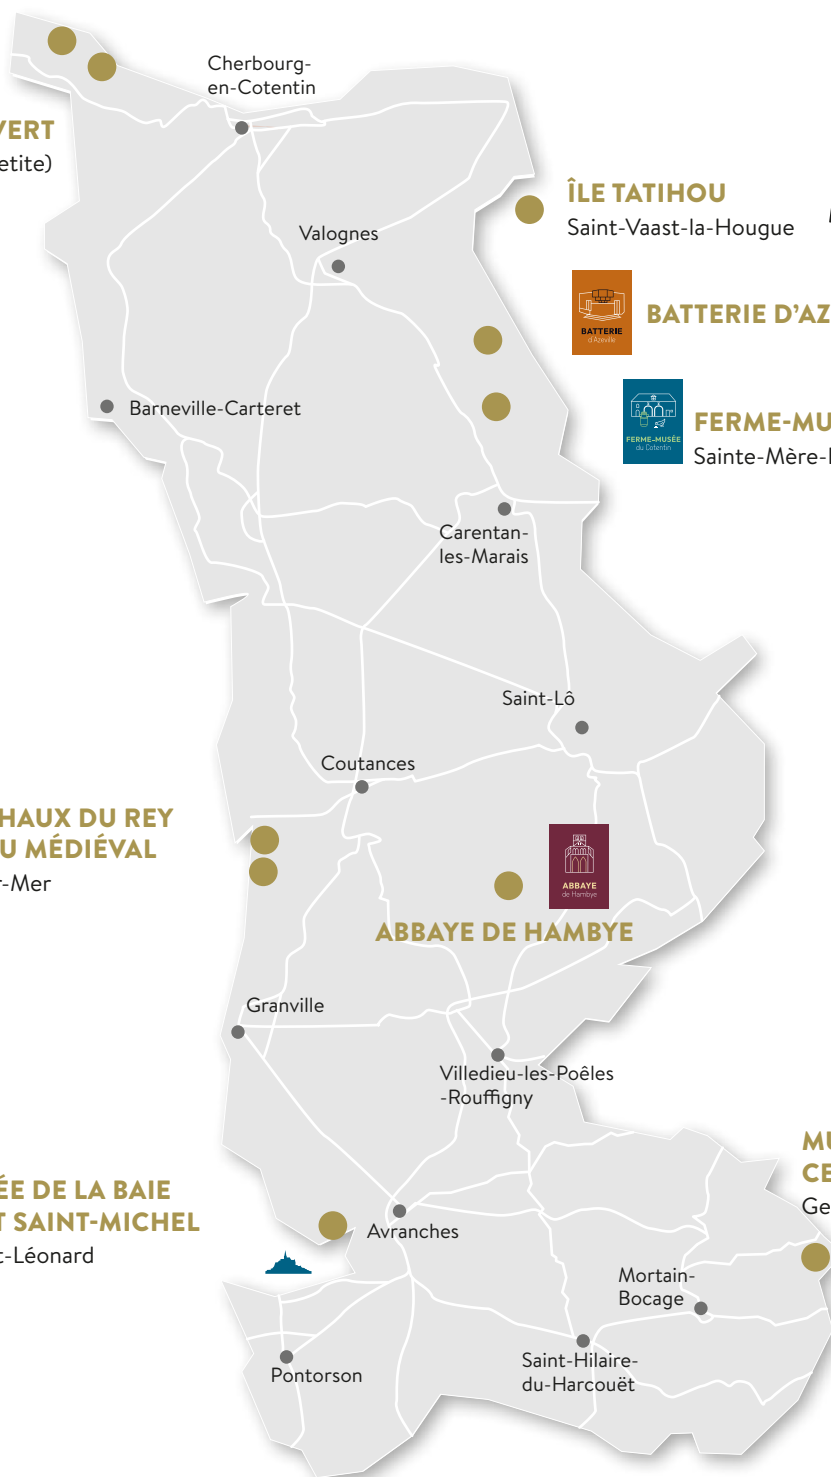 Cherbourg-
en-Cotentin
VERT
etite)
ÎLE TATIHOU
Saint-Vaast-la-Hougue
Valognes
BATTERIE
d'Azeville
BATTERIE D'AZ
Barneville-Carteret
FERME-MUSÉE
du Cotentin
FERME-MU
Sainte-Mère-
Carentan-
les-Marais
Saint-Lô
Coutances
HAUX DU REY
U MÉDIÉVAL
r-Mer
ABBAYE
de Hambye
ABBAYE DE HAMBYE
Granville
Villedieu-les-Poêles
-Rouffigny
MU
CE
Ge
ÉE DE LA BAIE
T SAINT-MICHEL
t-Léonard
Avranches
Mortain-
Bocage
Saint-Hilaire-
du-Harcouët
Pontorson